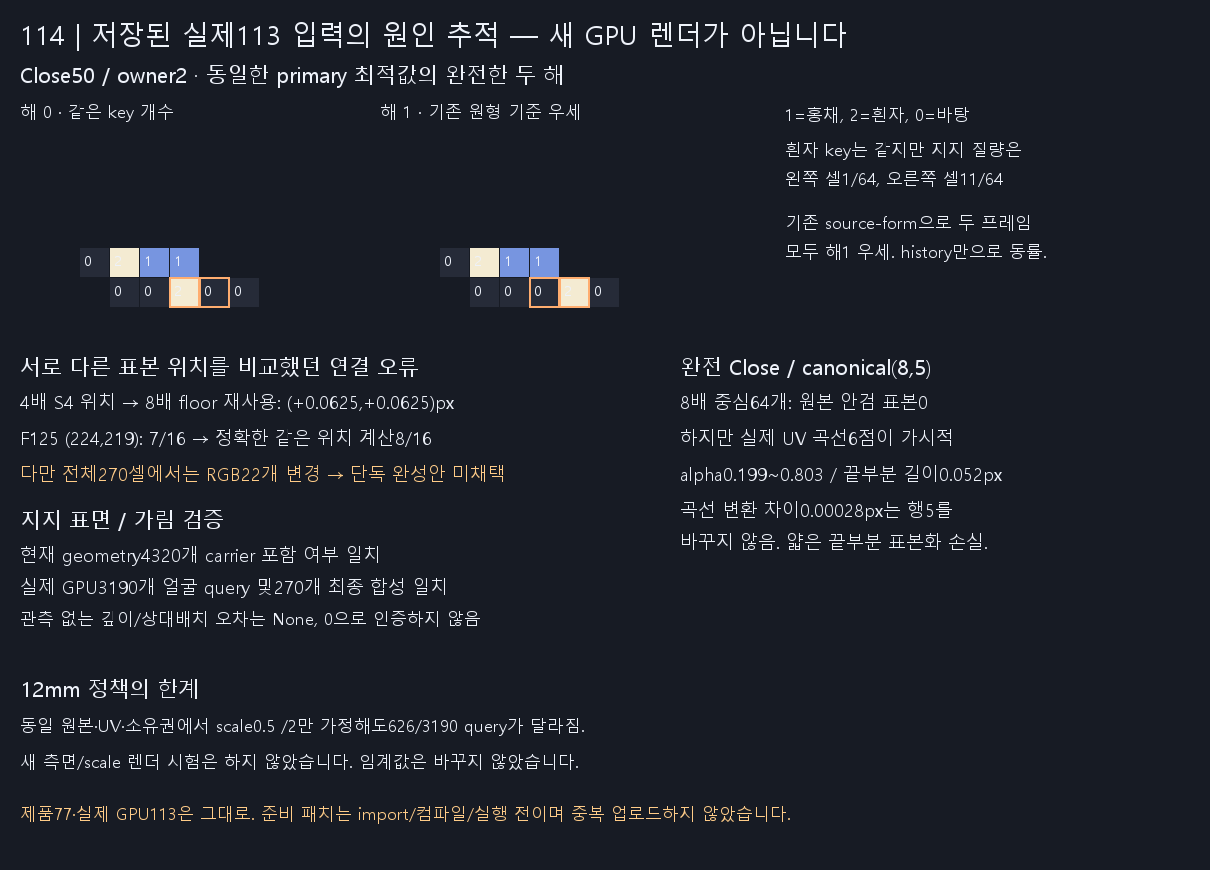 114 | 저장된 실제113 입력의 원인 추적 — 새 GPU 렌더가 아닙니다
Close50 / owner2 · 동일한 primary 최적값의 완전한 두 해
해 0 · 같은 key 개수
해 1 · 기존 원형 기준 우세
1=홍채, 2=흰자, 0=바탕
흰자 key는 같지만 지지 질량은
왼쪽 셀1/64, 오른쪽 셀11/64
기존 source-form으로 두 프레임
모두 해1 우세. history만으로 동률.
0 2 1 1
0 0 2 0 0
0 2 1 1
0 0 0 2 0
서로 다른 표본 위치를 비교했던 연결 오류
4배 S4 위치 → 8배 floor 재사용: (+0.0625,+0.0625)px
F125 (224,219): 7/16 → 정확한 같은 위치 계산8/16
다만 전체270셀에서는 RGB22개 변경 → 단독 완성안 미채택
지지 표면 / 가림 검증
현재 geometry4320개 carrier 포함 여부 일치
실제 GPU3190개 얼굴 query 및270개 최종 합성 일치
관측 없는 깊이/상대배치 오차는 None, 0으로 인증하지 않음
완전 Close / canonical(8,5)
8배 중심64개: 원본 안검 표본0
하지만 실제 UV 곡선6점이 가시적
alpha0.199~0.803 / 끝부분 길이0.052px
곡선 변환 차이0.00028px는 행5를
바꾸지 않음. 얇은 끝부분 표본화 손실.
12mm 정책의 한계
동일 원본·UV·소유권에서 scale0.5 /2만 가정해도626/3190 query가 달라짐.
새 측면/scale 렌더 시험은 하지 않았습니다. 임계값은 바꾸지 않았습니다.
제품77·실제 GPU113은 그대로. 준비 패치는 import/컴파일/실행 전이며 중복 업로드하지 않았습니다.